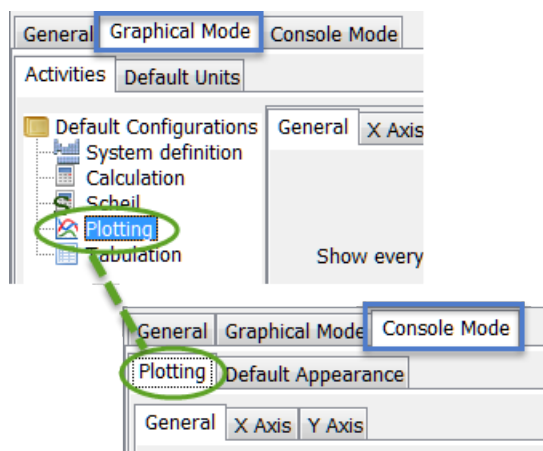 General Graphical Mode Console Mode
Activities Default Units
Default Configurations General X Axis
System definition
Calculation
Scheil
Plotting
Tabulation Show every
General Graphical Mode Console Mode
Plotting Default Appearance
General X Axis Y Axis